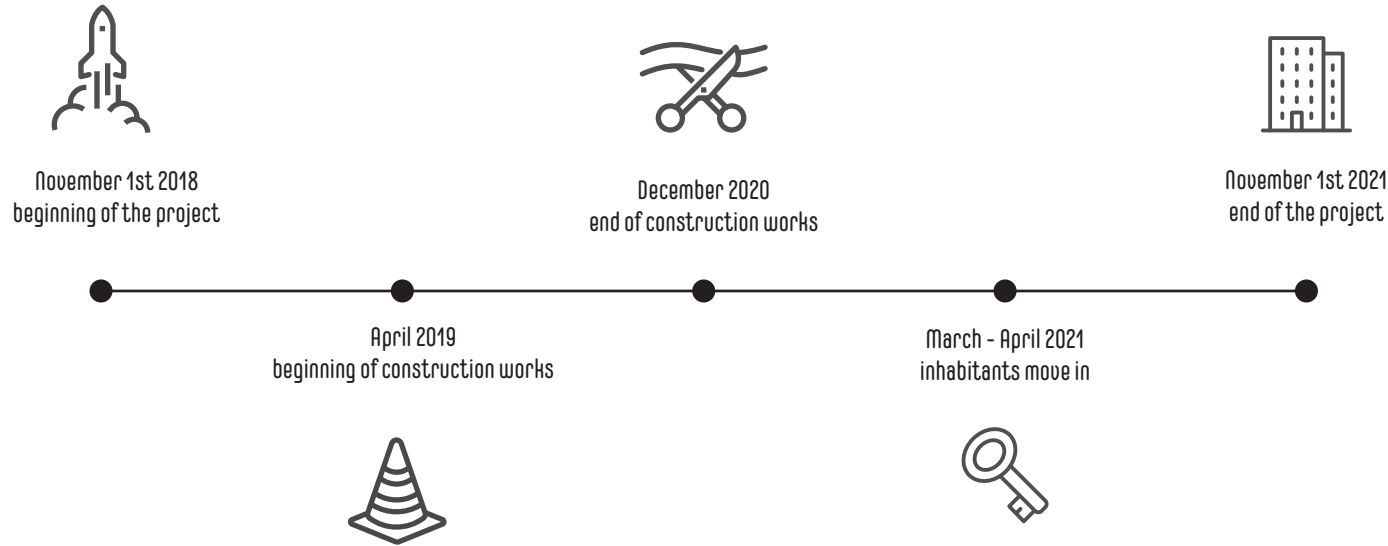 November 1st 2018
beginning of the project
April 2019
beginning of construction works
December 2020
end of construction works
March - April 2021
inhabitants move in
November 1st 2021
end of the project